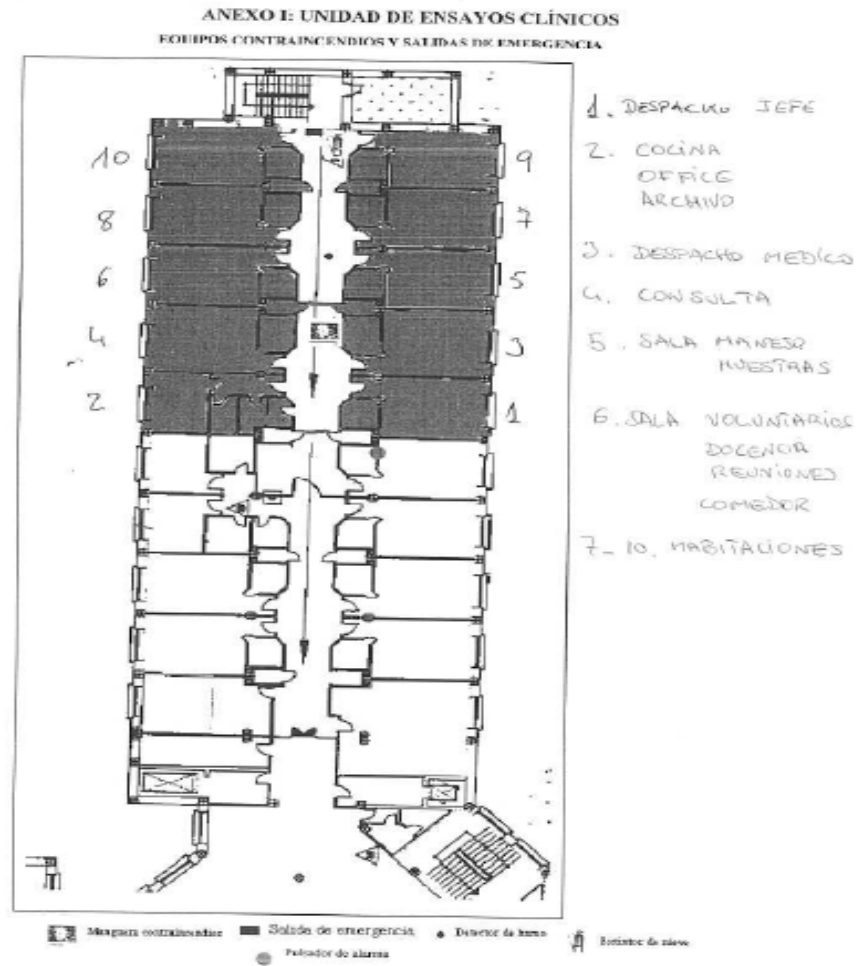 ANEXO I: UNIDAD DE ENSAYOS CLÍNICOS
EQUIPOS CONTRAINCENDIOS Y SALIDAS DE EMERGENCIA
10
8
6
4
2
9
7
5
3
1
1. DESPACHO JEFE
2. COCINA
OFFICE
ARCHIVO
3. DESPACHO MEDICO
4. CONSULTA
5. SALA MANEJO
MUESTRAS
6. SALA VOLUNTARIOS
DOCENCIA
REUNIONES
COMEDOR
7-10. HABITACIONES
Manguera contraincendios
Salida de emergencia
Detector de humo
Extintor de nieve
Pulsador de alarma